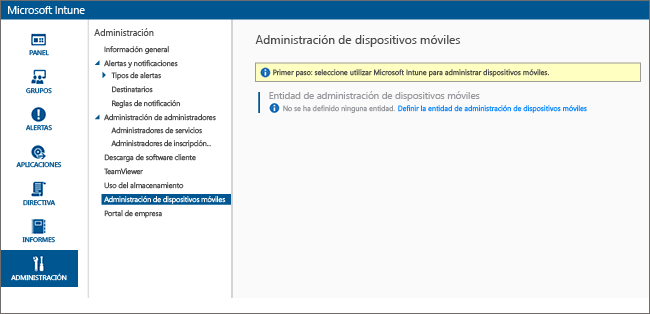 Microsoft Intune
PANEL
GRUPOS
ALERTAS
APLICACIONES
DIRECTIVA
INFORMES
ADMINISTRACIÓN
Administración
Información general
Alertas y notificaciones
Tipos de alertas
Destinatarios
Reglas de notificación
Administración de administradores
Administradores de servicios
Administradores de inscripción...
Descarga de software cliente
TeamViewer
Uso del almacenamiento
Administración de dispositivos móviles
Portal de empresa
Administración de dispositivos móviles
Primer paso: seleccione utilizar Microsoft Intune para administrar dispositivos móviles.
Entidad de administración de dispositivos móviles
No se ha definido ninguna entidad. Definir la entidad de administración de dispositivos móviles